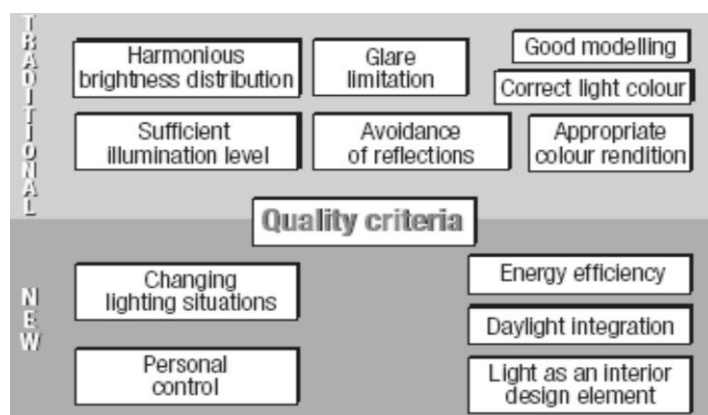 TRADITIONAL
Harmonious
brightness distribution
Glare
limitation
Good modelling
Correct light colour
Sufficient
illumination level
Avoidance
of reflections
Appropriate
colour rendition
Quality criteria
NEW
Changing
lighting situations
Energy efficiency
Daylight integration
Personal
control
Light as an interior
design element